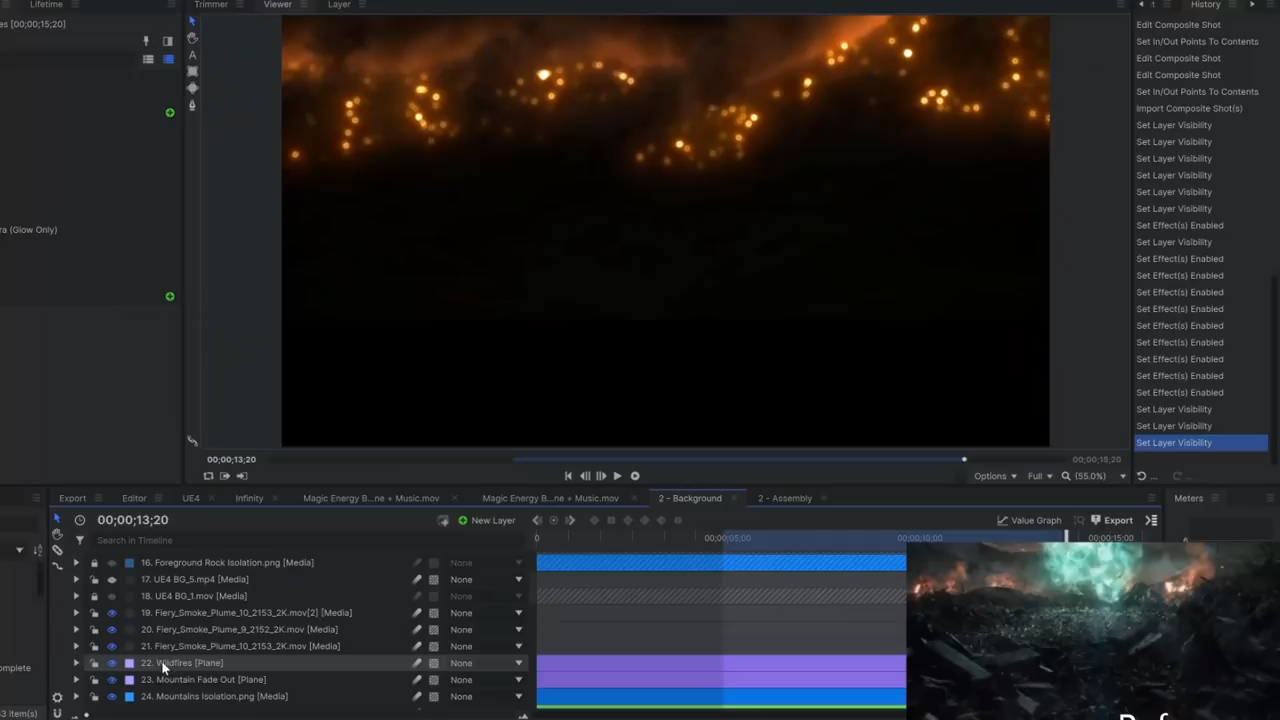 Lifetime
Trimmer
Viewer
Layer
History
es [00;00;15;20]
Edit Composite Shot
Set In/Out Points To Contents
Edit Composite Shot
Edit Composite Shot
Set In/Out Points To Contents
Import Composite Shot(s)
Set Layer Visibility
Set Layer Visibility
Set Layer Visibility
Set Layer Visibility
Set Layer Visibility
Set Layer Visibility
Set Effect(s) Enabled
Set Layer Visibility
Set Effect(s) Enabled
Set Effect(s) Enabled
Set Effect(s) Enabled
Set Effect(s) Enabled
Set Effect(s) Enabled
Set Effect(s) Enabled
Set Effect(s) Enabled
Set Effect(s) Enabled
Set Effect(s) Enabled
Set Layer Visibility
Set Layer Visibility
Set Layer Visibility
ra (Glow Only)
00;00;13;20
00;00;15;20
Options
Full
(55.0%)
Export
Editor
UE4
Infinity
Magic Energy B...ne + Music.mov
Magic Energy B...ne + Music.mov
2 - Background
2 - Assembly
Meters
00;00;13;20
New Layer
Value Graph
Export
Search in Timeline
0
00;00;05;00
00;00;10;00
00;00;15;00
16. Foreground Rock Isolation.png [Media]
None
17. UE4 BG_5.mp4 [Media]
None
18. UE4 BG_1.mov [Media]
None
19. Fiery_Smoke_Plume_10_2153_2K.mov[2] [Media]
None
20. Fiery_Smoke_Plume_9_2152_2K.mov [Media]
None
21. Fiery_Smoke_Plume_10_2153_2K.mov [Media]
None
22. Wildfires [Plane]
None
23. Mountain Fade Out [Plane]
None
24. Mountains Isolation.png [Media]
None
omplete
3 item(s)